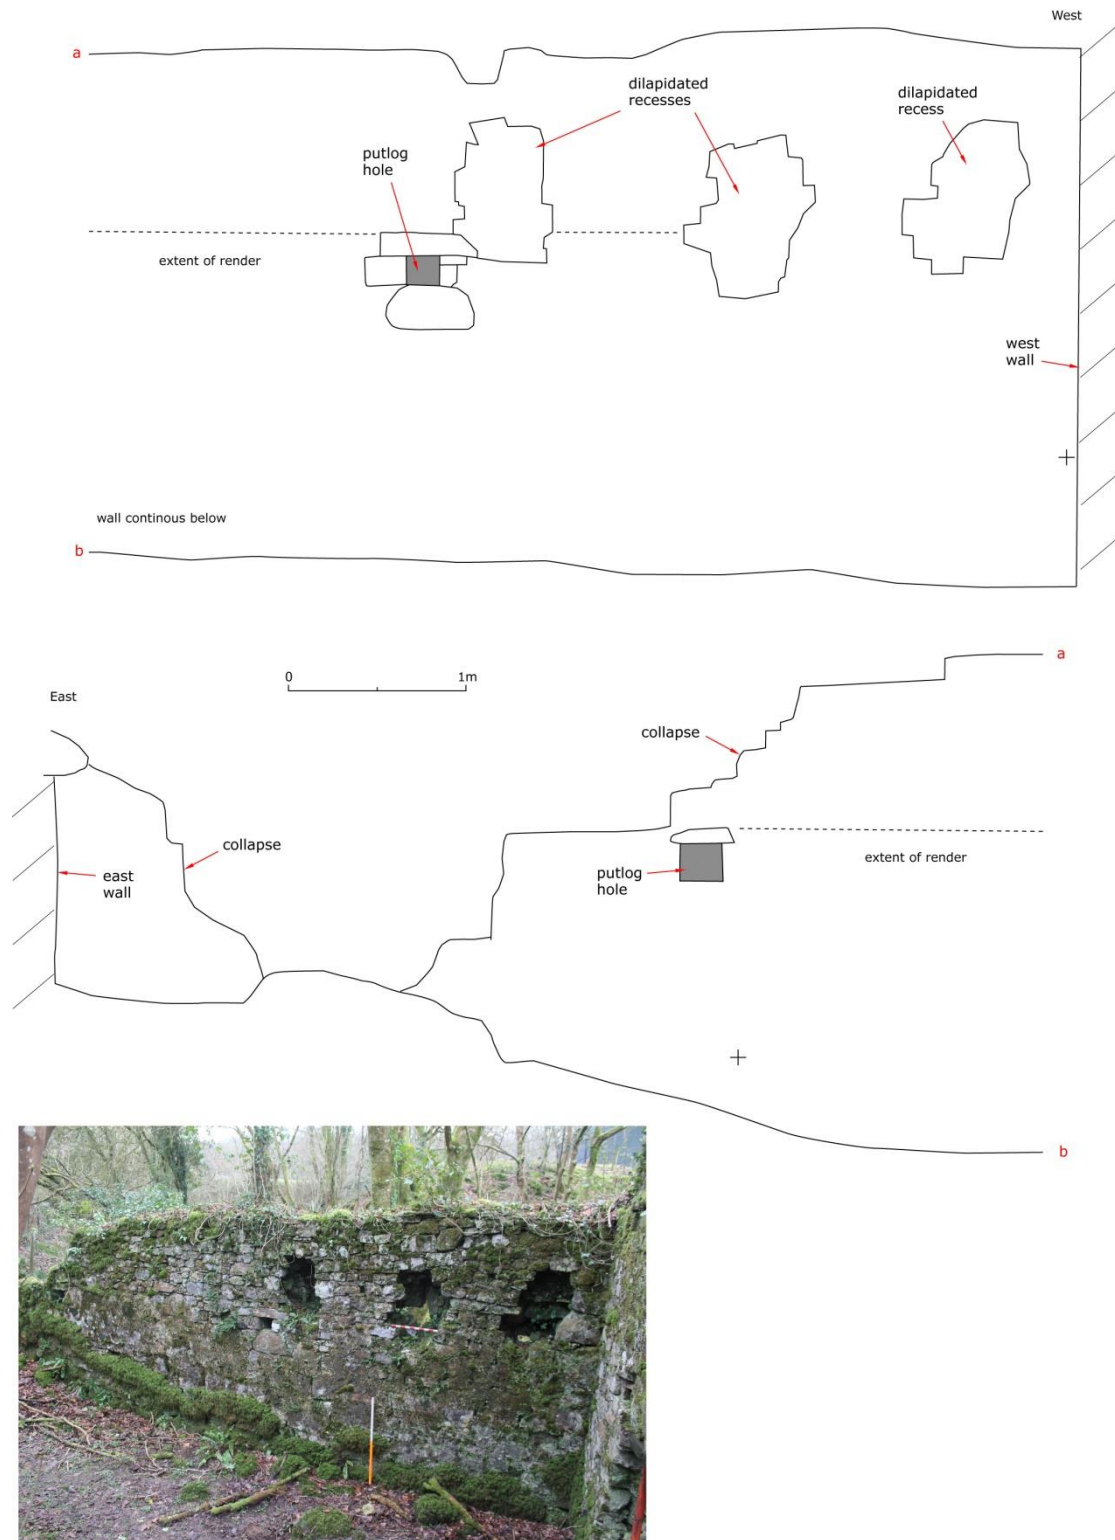 West
a
dilapidated
recesses
dilapidated
recess
putlog
hole
extent of render
west
wall
wall continous below
b
0 1m
a
East
collapse
collapse
east
wall
putlog
hole
extent of render
b